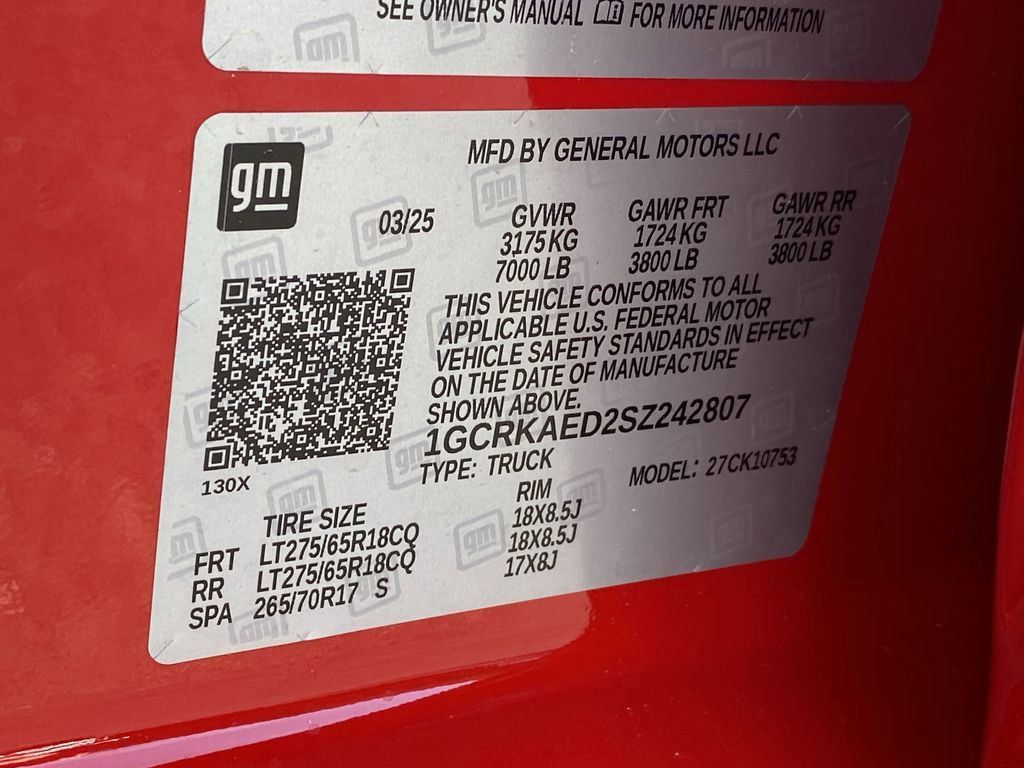 SEE OWNER'S MANUAL FOR MORE INFORMATION
gm
MFD BY GENERAL MOTORS LLC
03/25
GVWR GAWR FRT GAWR RR
3175 KG 1724 KG 1724 KG
7000 LB 3800 LB 3800 LB
THIS VEHICLE CONFORMS TO ALL
APPLICABLE U.S. FEDERAL MOTOR
VEHICLE SAFETY STANDARDS IN EFFECT
ON THE DATE OF MANUFACTURE
SHOWN ABOVE.
1GCRKAED2SZ242807
TYPE: TRUCK MODEL: 27CK10753
130X
TIRE SIZE RIM
FRT LT275/65R18CQ 18X8.5J
RR LT275/65R18CQ 18X8.5J
SPA 265/70R17 S 17X8J